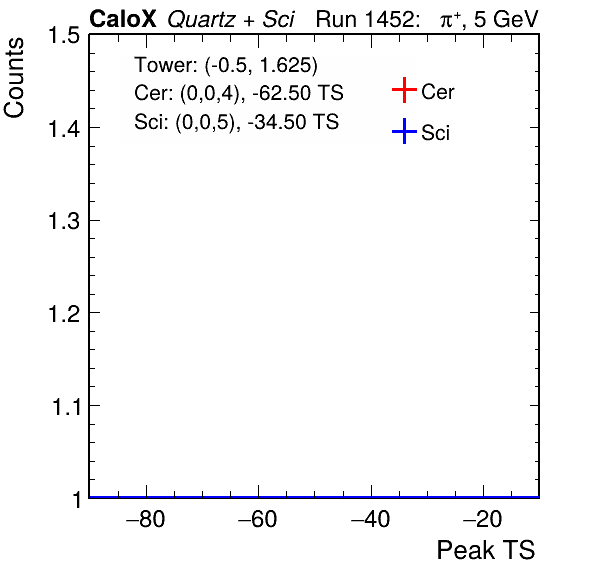 CaloX Quartz + Sci Run 1452: π⁺, 5 GeV
Counts
1.5
Tower: (-0.5, 1.625)
Cer: (0,0,4), -62.50 TS
Sci: (0,0,5), -34.50 TS
Cer
Sci
1.4
1.3
1.2
1.1
1
−80 −60 −40 −20
Peak TS